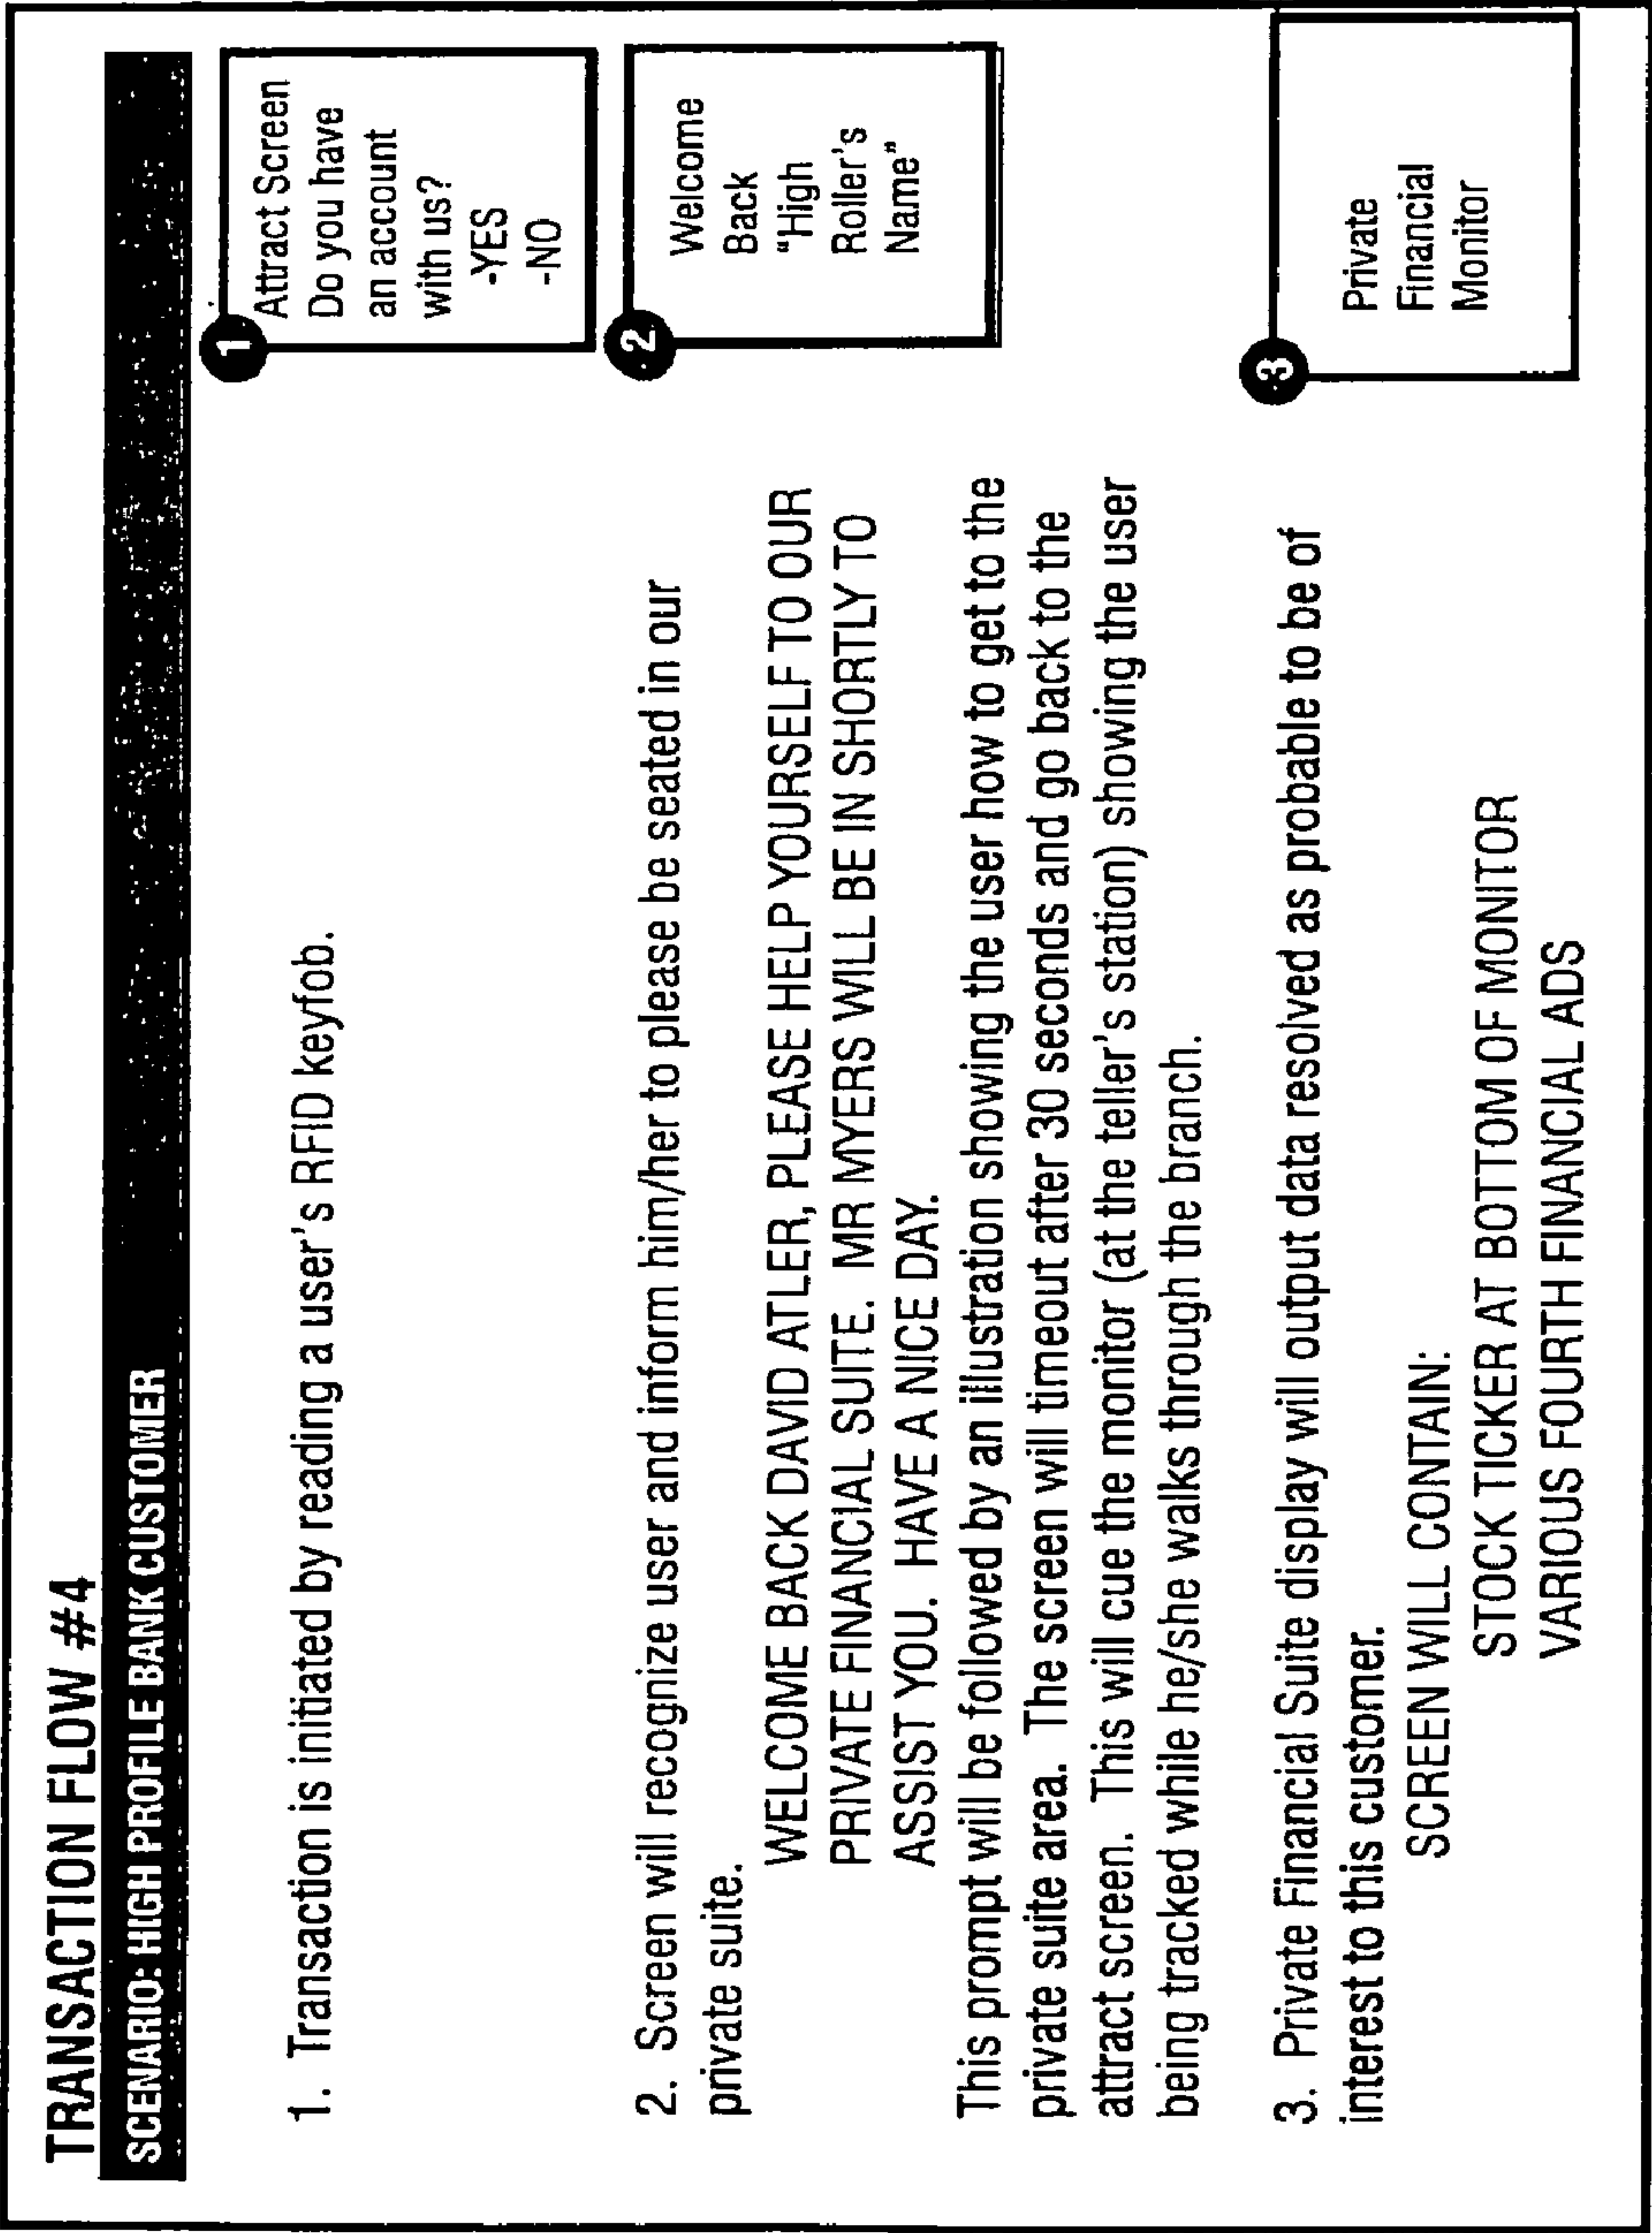 TRANSACTION FLOW #4
SCENARIO: HIGH PROFILE BANK CUSTOMER
1. Transaction is initiated by reading a user's RFID keyfob.
1
Attract Screen
Do you have
an account
with us?
-YES
-NO
2. Screen will recognize user and inform him/her to please be seated in our
private suite.
WELCOME BACK DAVID ATLER, PLEASE HELP YOURSELF TO OUR
PRIVATE FINANCIAL SUITE. MR MYERS WILL BE IN SHORTLY TO
ASSIST YOU. HAVE A NICE DAY.
This prompt will be followed by an illustration showing the user how to get to the
private suite area. The screen will timeout after 30 seconds and go back to the
attract screen. This will cue the monitor (at the teller's station) showing the user
being tracked while he/she walks through the branch.
2
Welcome
Back
"High
Roller's
Name"
3. Private Financial Suite display will output data resolved as probable to be of
interest to this customer.
SCREEN WILL CONTAIN:
STOCK TICKER AT BOTTOM OF MONITOR
VARIOUS FOURTH FINANCIAL ADS
3
Private
Financial
Monitor